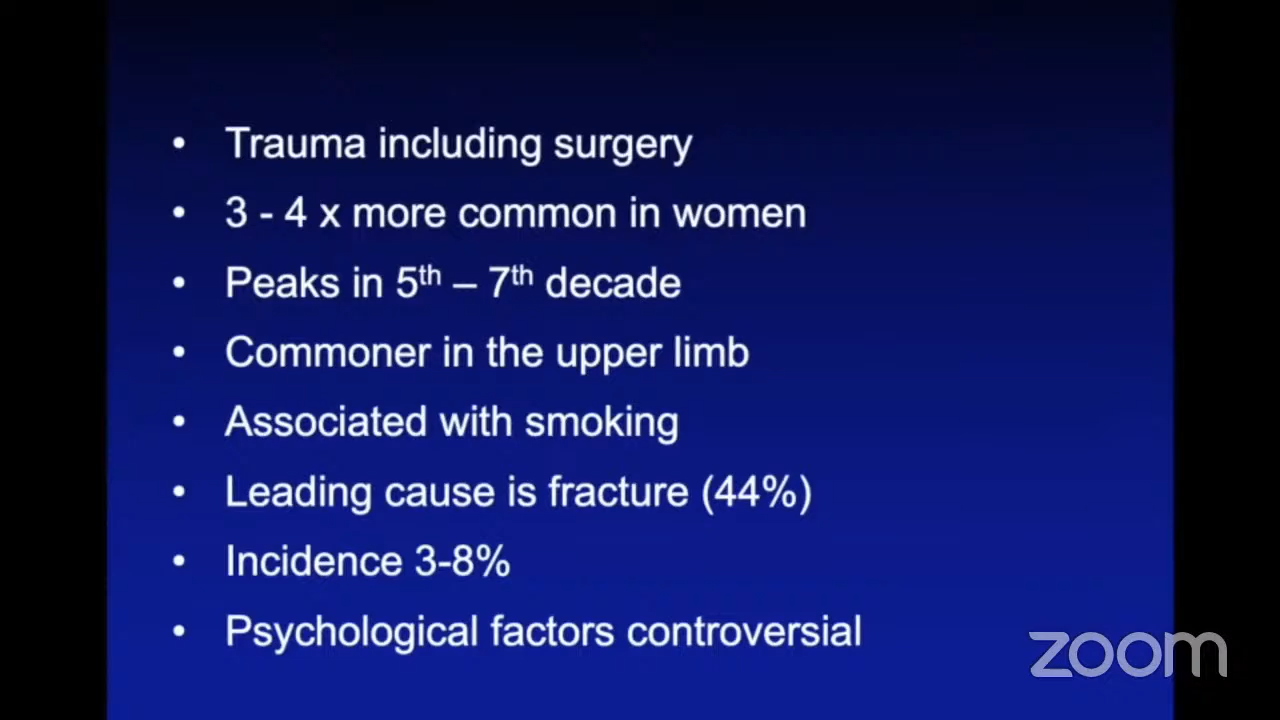 • Trauma including surgery
• 3 - 4 x more common in women
• Peaks in 5th – 7th decade
• Commoner in the upper limb
• Associated with smoking
• Leading cause is fracture (44%)
• Incidence 3-8%
• Psychological factors controversial
zoom